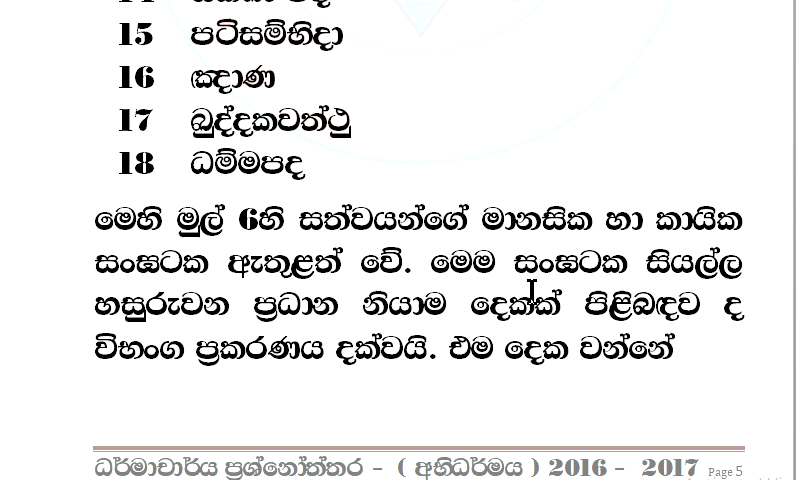 15 පටිසම්භිදා
16 ඤාණ
17 ඛුද්දකවත්ථු
18 ධම්මපද
මෙහි මුල් 6හි සත්වයන්ගේ මානසික හා කායික
සංඝටක ඇතුළත් වේ. මෙම සංඝටක සියල්ල
හසුරුවන ප්‍රධාන නියාම දෙකක් පිළිබඳව ද
විභංග ප්‍රකරණය දක්වයි. එම දෙක වන්නේ
ධර්මාචාර්ය ප්‍රශ්නෝත්තර - ( අභිධර්මය ) 2016 - 2017 Page 5